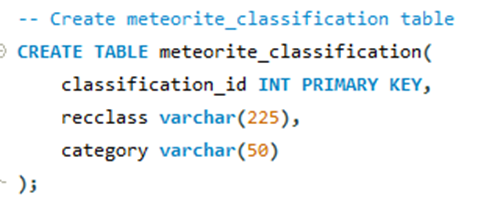 -- Create meteorite_classification table
CREATE TABLE meteorite_classification(
classification_id INT PRIMARY KEY,
recclass varchar(225),
category varchar(50)
);